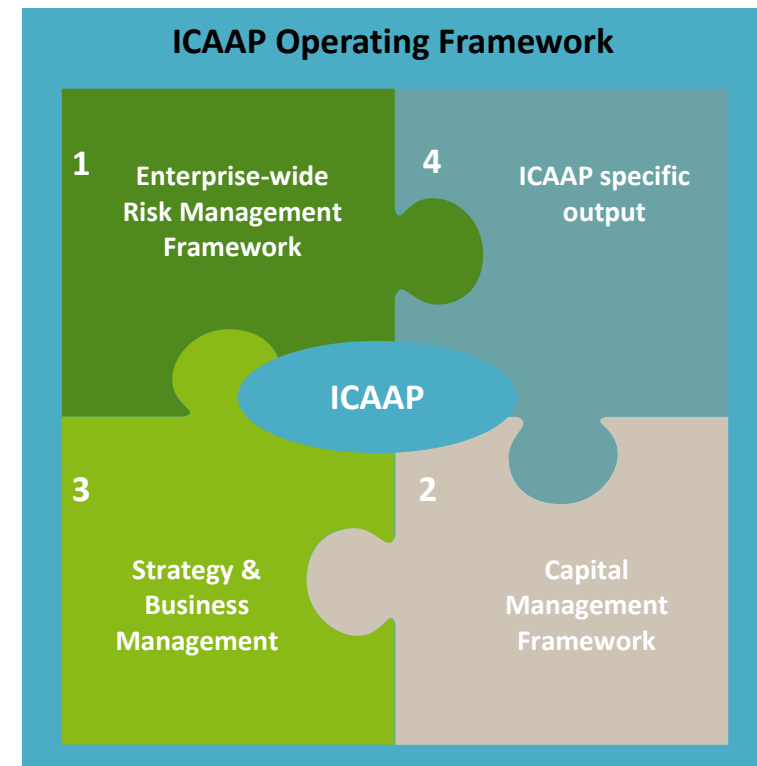 ICAAP Operating Framework
1
Enterprise-wide
Risk Management
Framework
4
ICAAP specific
output
ICAAP
3
Strategy &
Business
Management
2
Capital
Management
Framework